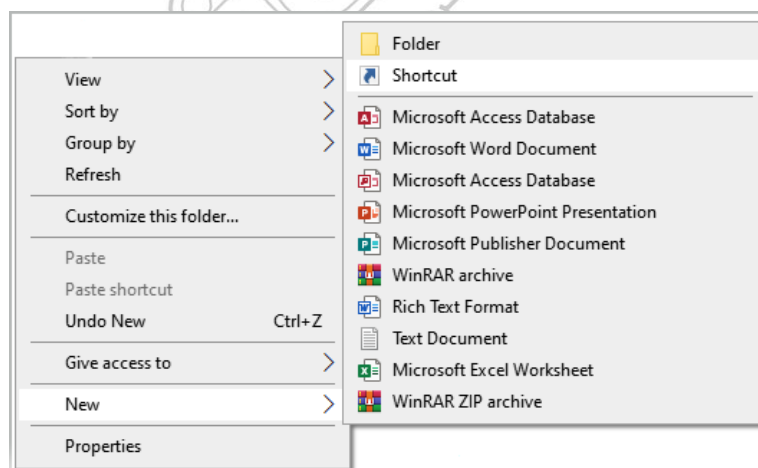 View
Sort by
Group by
Refresh
Customize this folder...
Paste
Paste shortcut
Undo New Ctrl+Z
Give access to
New
Properties
Folder
Shortcut
Microsoft Access Database
Microsoft Word Document
Microsoft Access Database
Microsoft PowerPoint Presentation
Microsoft Publisher Document
WinRAR archive
Rich Text Format
Text Document
Microsoft Excel Worksheet
WinRAR ZIP archive